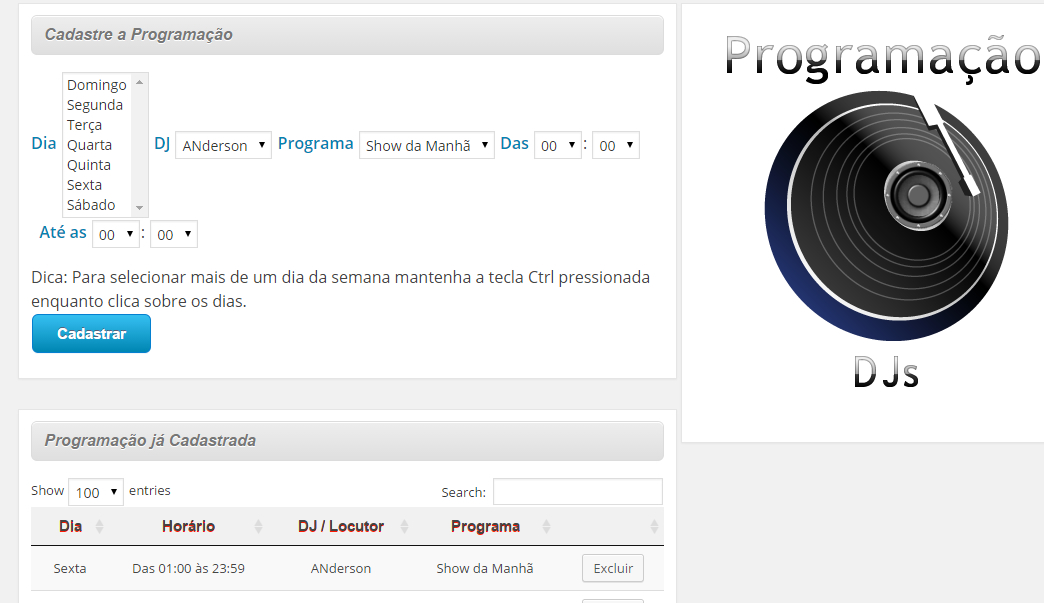 Cadastre a Programação
Domingo
Segunda
Terça
Quarta
Quinta
Sexta
Sábado
Dia DJ ANderson Programa Show da Manhã Das 00 : 00
Até as 00 : 00
Dica: Para selecionar mais de um dia da semana mantenha a tecla Ctrl pressionada
enquanto clica sobre os dias.
Cadastrar
Programação já Cadastrada
Show 100 entries Search:
Dia Horário DJ / Locutor Programa
Sexta Das 01:00 às 23:59 ANderson Show da Manhã Excluir
Programação
DJs